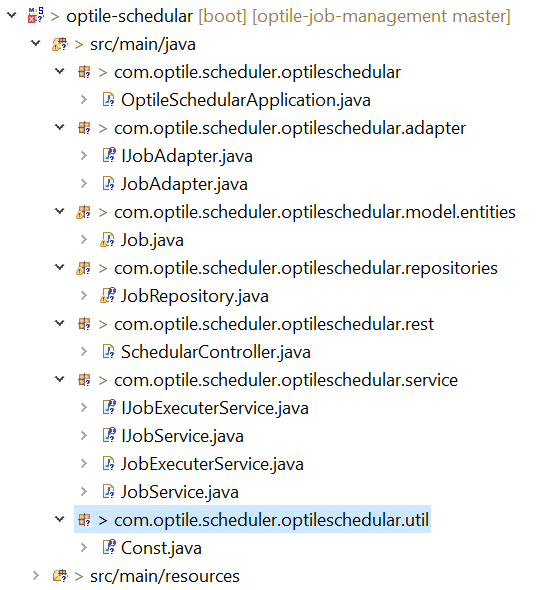 > optile-schedular [boot] [optile-job-management master]
> src/main/java
> com.optile.scheduler.optileschedular
OptileSchedularApplication.java
> com.optile.scheduler.optileschedular.adapter
IJobAdapter.java
JobAdapter.java
> com.optile.scheduler.optileschedular.model.entities
Job.java
> com.optile.scheduler.optileschedular.repositories
JobRepository.java
> com.optile.scheduler.optileschedular.rest
SchedularController.java
> com.optile.scheduler.optileschedular.service
IJobExecuterService.java
IJobService.java
JobExecuterService.java
JobService.java
> com.optile.scheduler.optileschedular.util
Const.java
> src/main/resources